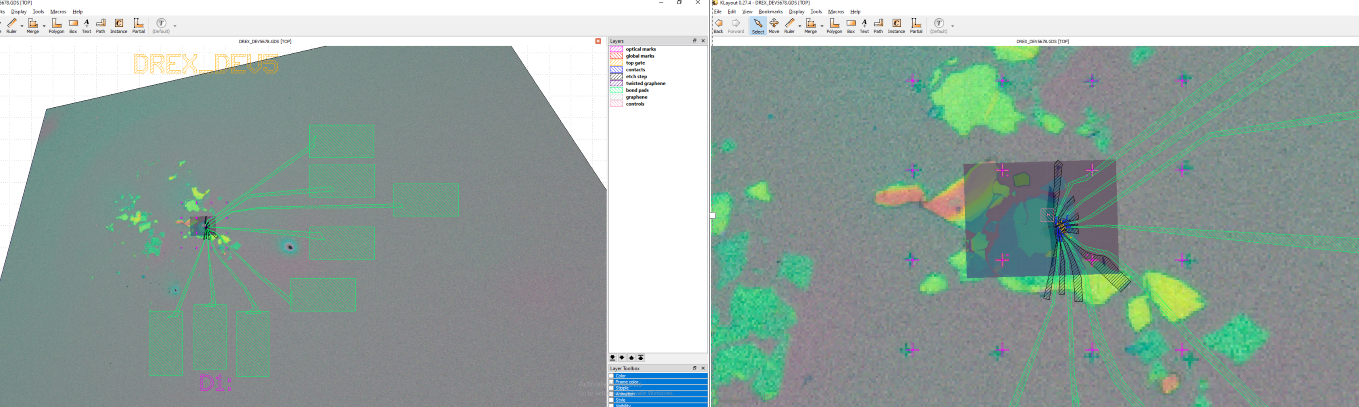 5678.GDS [TOP]
KLayout 0.27.4 - DREX_DEV5678.GDS [TOP]
ks Display Tools Macros Help
File Edit View Bookmarks Display Tools Macros Help
Ruler Merge Polygon Box Text Path Instance Partial (Default)
Back Forward Select Move Ruler Merge Polygon Box Text Path Instance Partial (Default)
DREX_DEV5678.GDS [TOP]
DREX_DEV5678.GDS [TOP]
DREX_DEV5
Layers
optical marks
global marks
top gate
contacts
etch step
twisted graphene
bond pads
graphene
controls
D1:
Layer Toolbox
Color
Frame color
Stipple
Animation
Style
Visibility